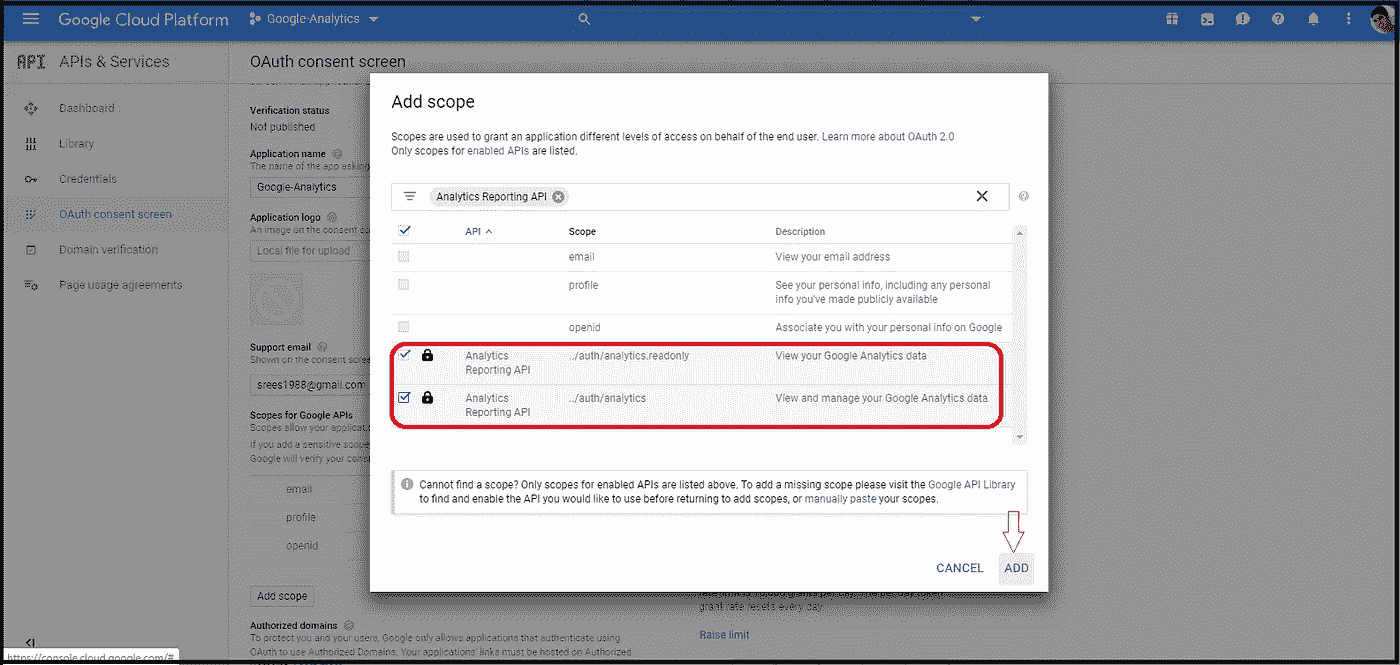 Google Cloud Platform
Google-Analytics
API APIs & Services
OAuth consent screen
Dashboard
Library
Credentials
OAuth consent screen
Domain verification
Page usage agreements
Verification status
Not published
Application name
The name of the app asking
Google-Analytics
Application logo
An image on the consent
Local file for upload
Support email
Shown on the consent scree
srees1988@gmail.com
Scopes for Google APIs
Scopes allow your applicat
If you add a sensitive scope
Google will verify your cons
email
profile
openid
Add scope
Authorized domains
To protect you and your users, Google only allows applications that authenticate using
OAuth to use Authorized Domains. Your applications' links must be hosted on Authorized
https://console.cloud.google.com/#
Add scope
Scopes are used to grant an application different levels of access on behalf of the end user. Learn more about OAuth 2.0
Only scopes for enabled APIs are listed.
Analytics Reporting API
API Scope Description
email View your email address
profile See your personal info, including any personal
info you've made publicly available
openid Associate you with your personal info on Google
Analytics ../auth/analytics.readonly View your Google Analytics data
Reporting API
Analytics ../auth/analytics View and manage your Google Analytics data
Reporting API
Cannot find a scope? Only scopes for enabled APIs are listed above. To add a missing scope please visit the Google API Library
to find and enable the API you would like to use before returning to add scopes, or manually paste your scopes.
CANCEL ADD
grant rate resets every day.
Raise limit